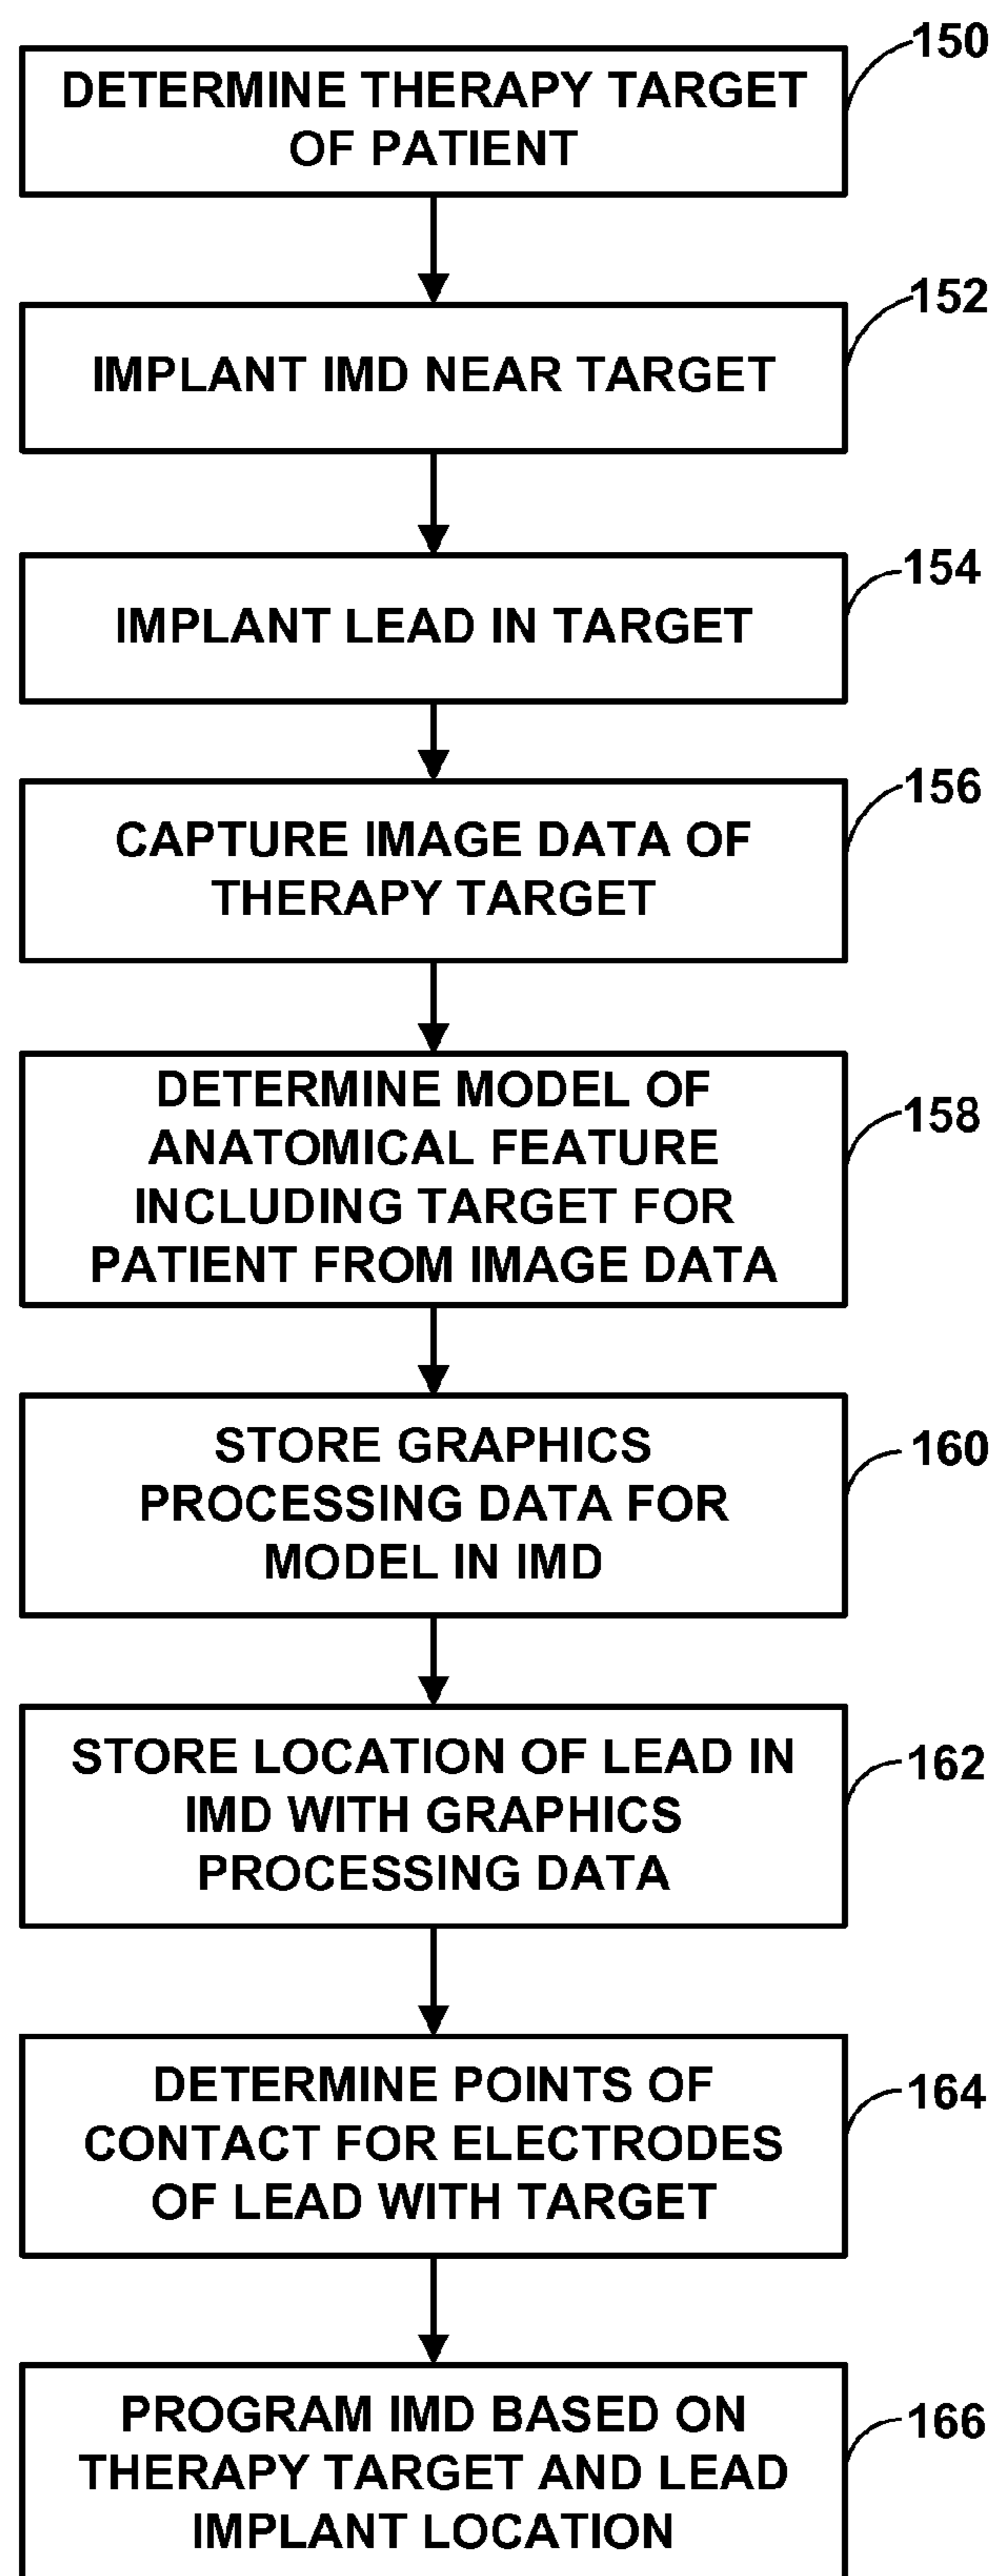 150
DETERMINE THERAPY TARGET
OF PATIENT
152
IMPLANT IMD NEAR TARGET
154
IMPLANT LEAD IN TARGET
156
CAPTURE IMAGE DATA OF
THERAPY TARGET
158
DETERMINE MODEL OF
ANATOMICAL FEATURE
INCLUDING TARGET FOR
PATIENT FROM IMAGE DATA
160
STORE GRAPHICS
PROCESSING DATA FOR
MODEL IN IMD
162
STORE LOCATION OF LEAD IN
IMD WITH GRAPHICS
PROCESSING DATA
164
DETERMINE POINTS OF
CONTACT FOR ELECTRODES
OF LEAD WITH TARGET
166
PROGRAM IMD BASED ON
THERAPY TARGET AND LEAD
IMPLANT LOCATION